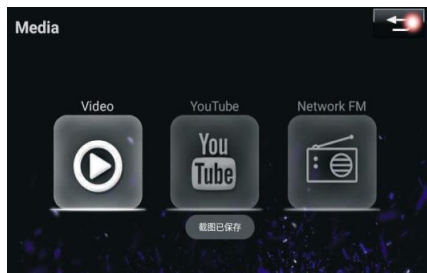 Media
Video
YouTube
Network FM
You
Tube
截图已保存